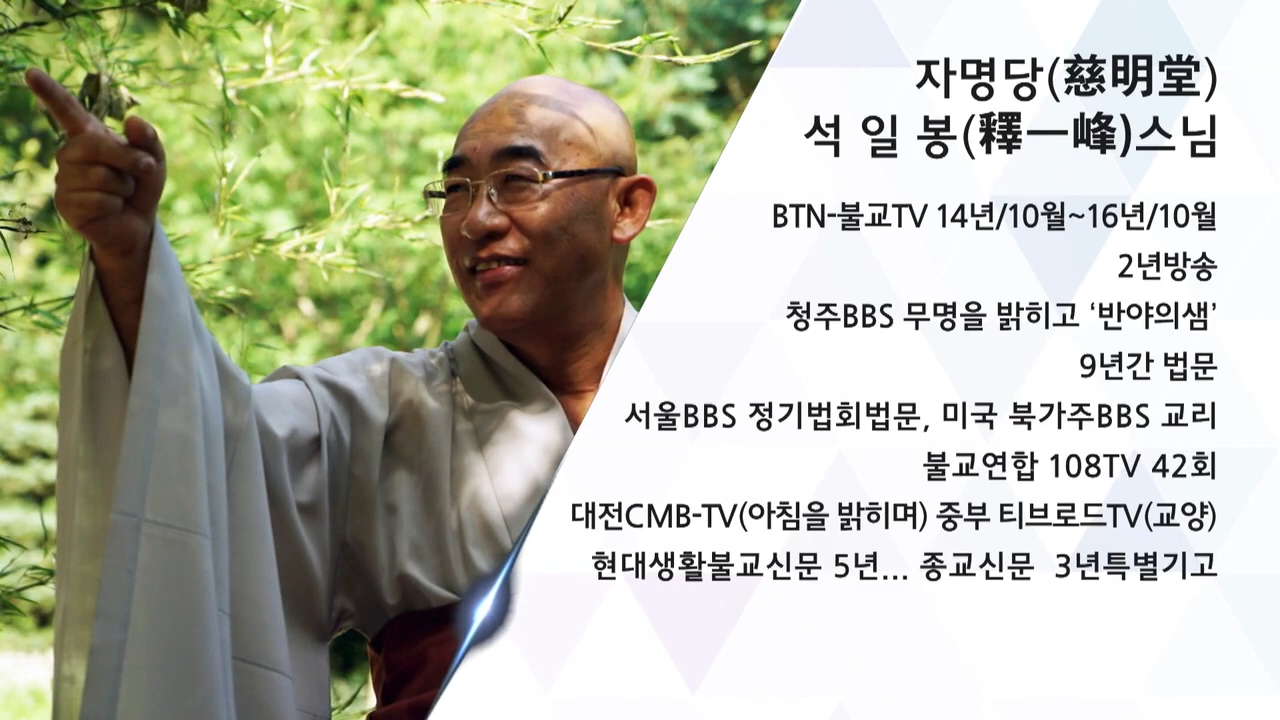 자명당(慈明堂)
석 일 봉(釋一峰)스님
BTN-불교TV 14년/10월~16년/10월
2년방송
청주BBS 무명을 밝히고 ‘반야의샘’
9년간 법문
서울BBS 정기법회법문, 미국 북가주BBS 교리
불교연합 108TV 42회
대전CMB-TV(아침을 밝히며) 중부 티브로드TV(교양)
현대생활불교신문 5년... 종교신문 3년특별기고